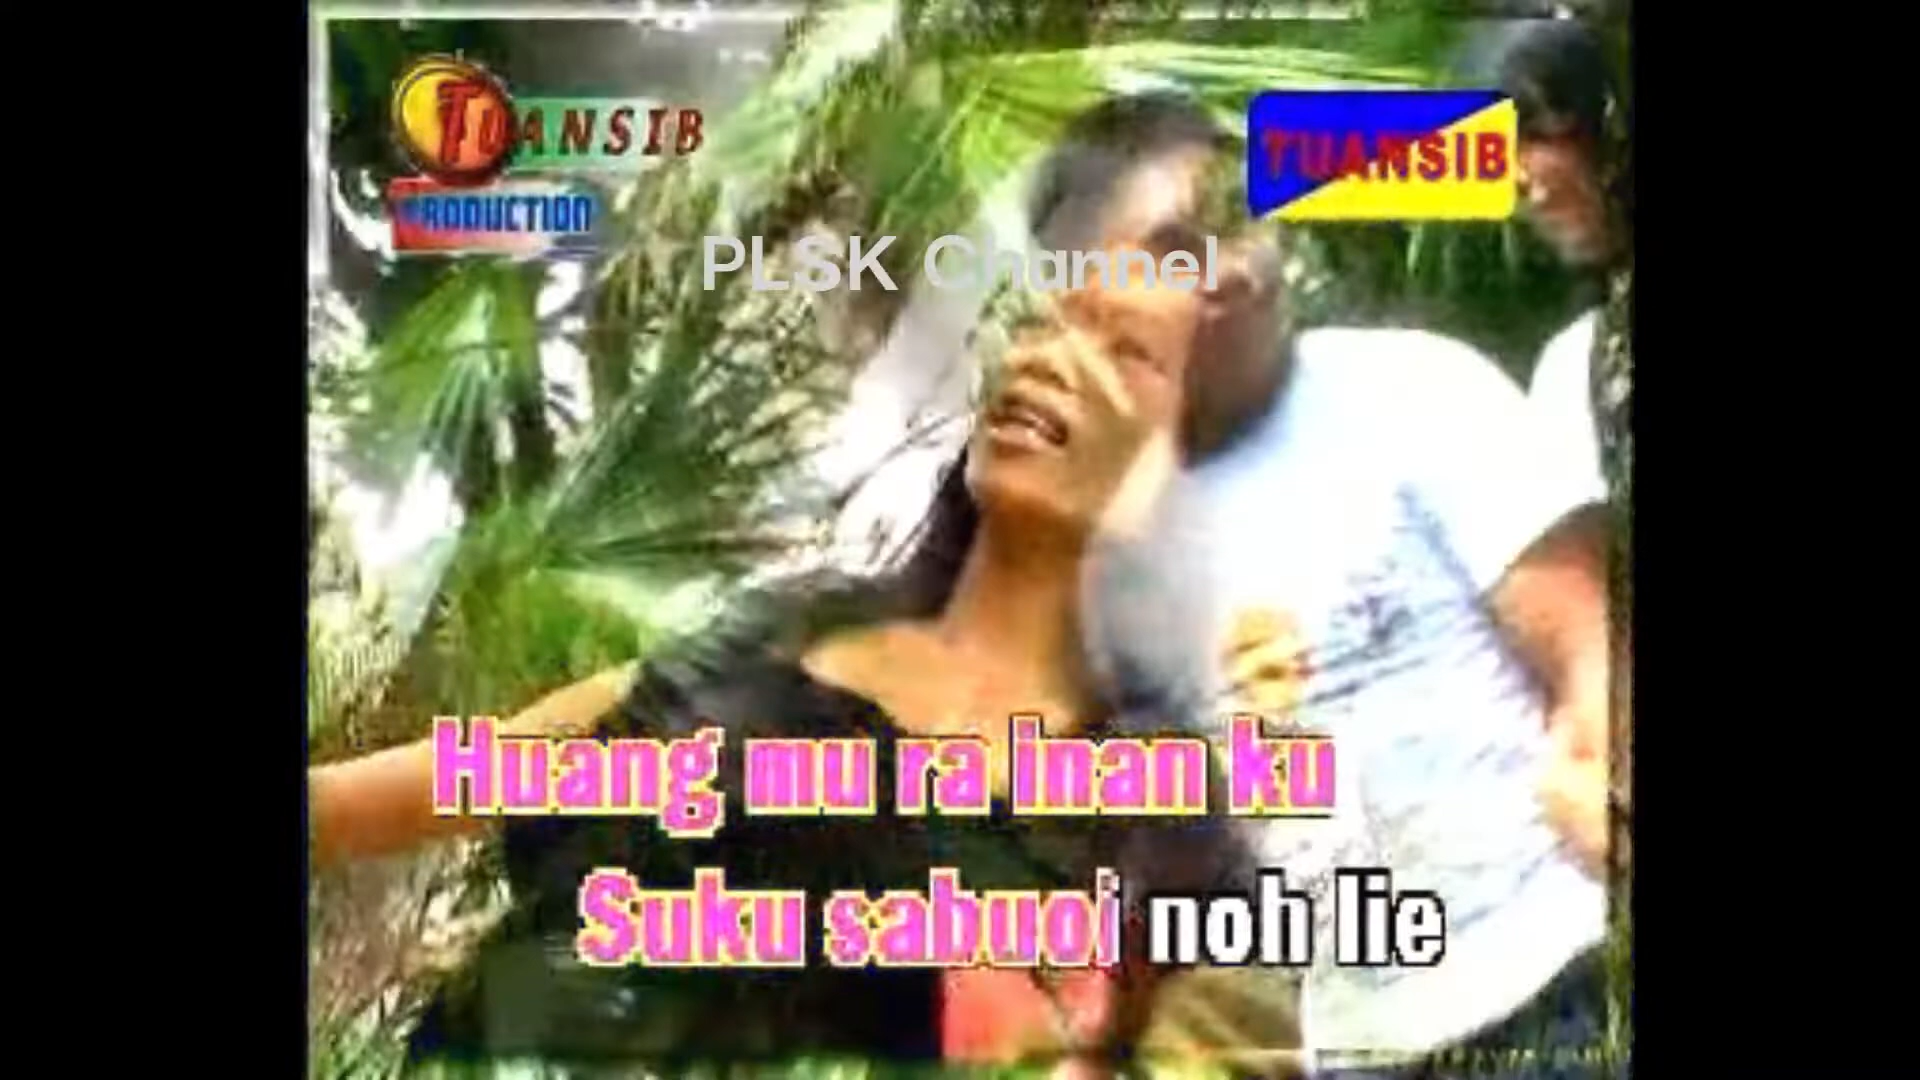 TUANSIB
PRODUCTION
TUANSIB
PLSK Channel
Huang mu ra inan ku
Suku sabuoi noh lie